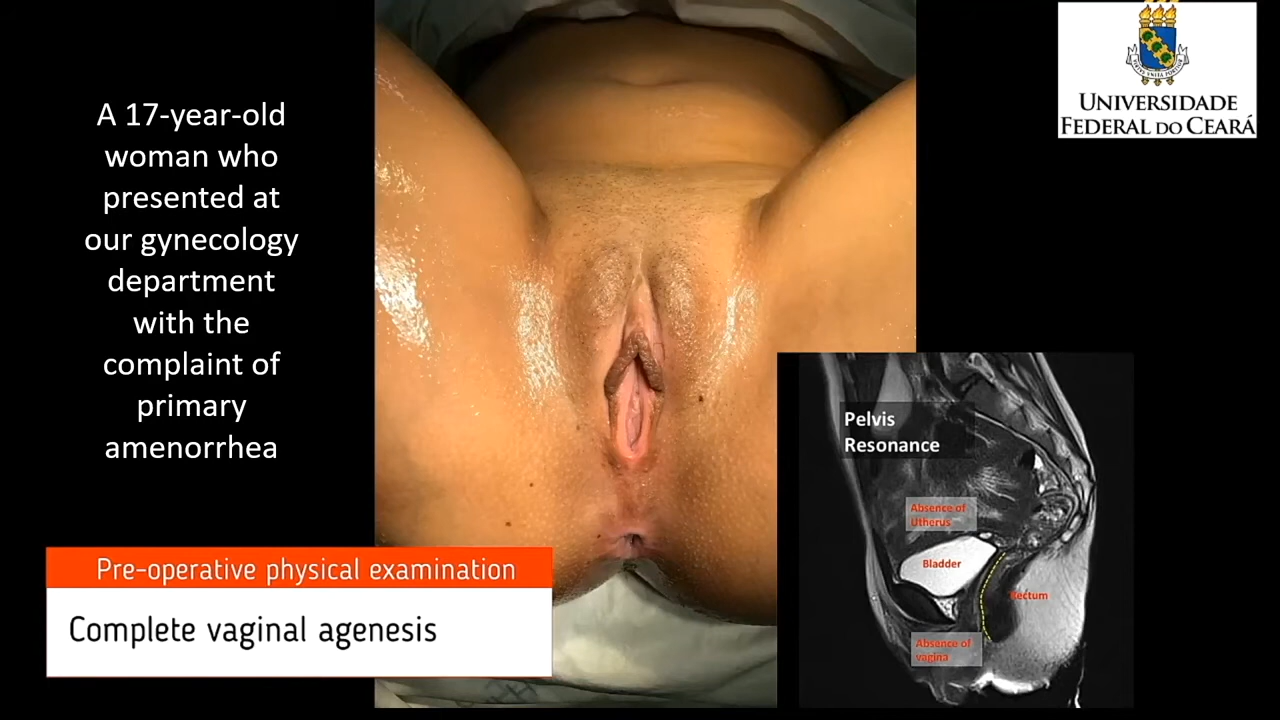 A 17-year-old
woman who
presented at
our gynecology
department
with the
complaint of
primary
amenorrhea
UNIVERSIDADE
FEDERAL DO CEARÁ
Pelvis
Resonance
Absence of
Utherus
Bladder
Rectum
Absence of
vagina
Pre-operative physical examination
Complete vaginal agenesis